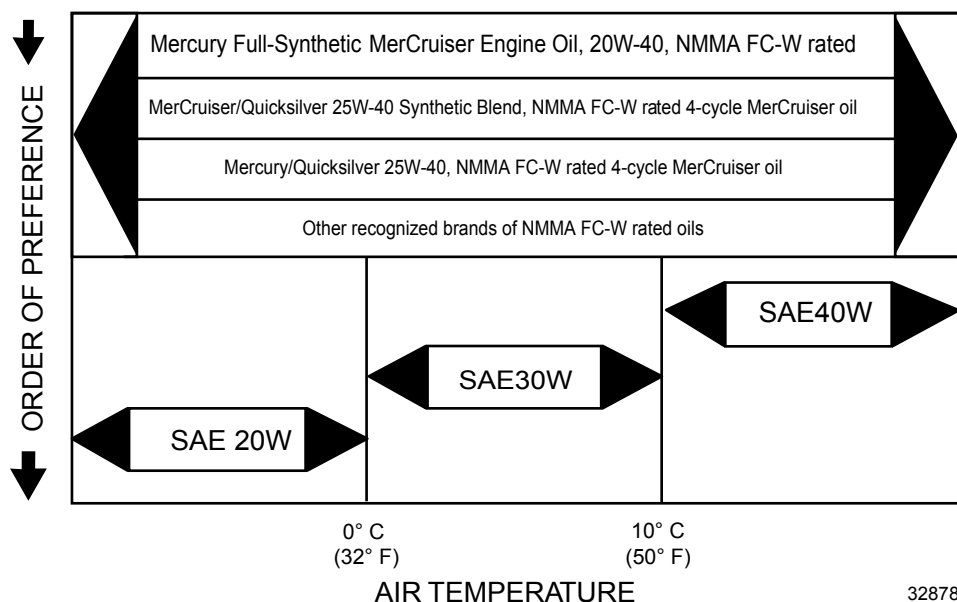 ORDER OF PREFERENCE
Mercury Full-Synthetic MerCruiser Engine Oil, 20W-40, NMMA FC-W rated
MerCruiser/Quicksilver 25W-40 Synthetic Blend, NMMA FC-W rated 4-cycle MerCruiser oil
Mercury/Quicksilver 25W-40, NMMA FC-W rated 4-cycle MerCruiser oil
Other recognized brands of NMMA FC-W rated oils
SAE40W
SAE30W
SAE 20W
0° C
(32° F)
10° C
(50° F)
AIR TEMPERATURE
32878